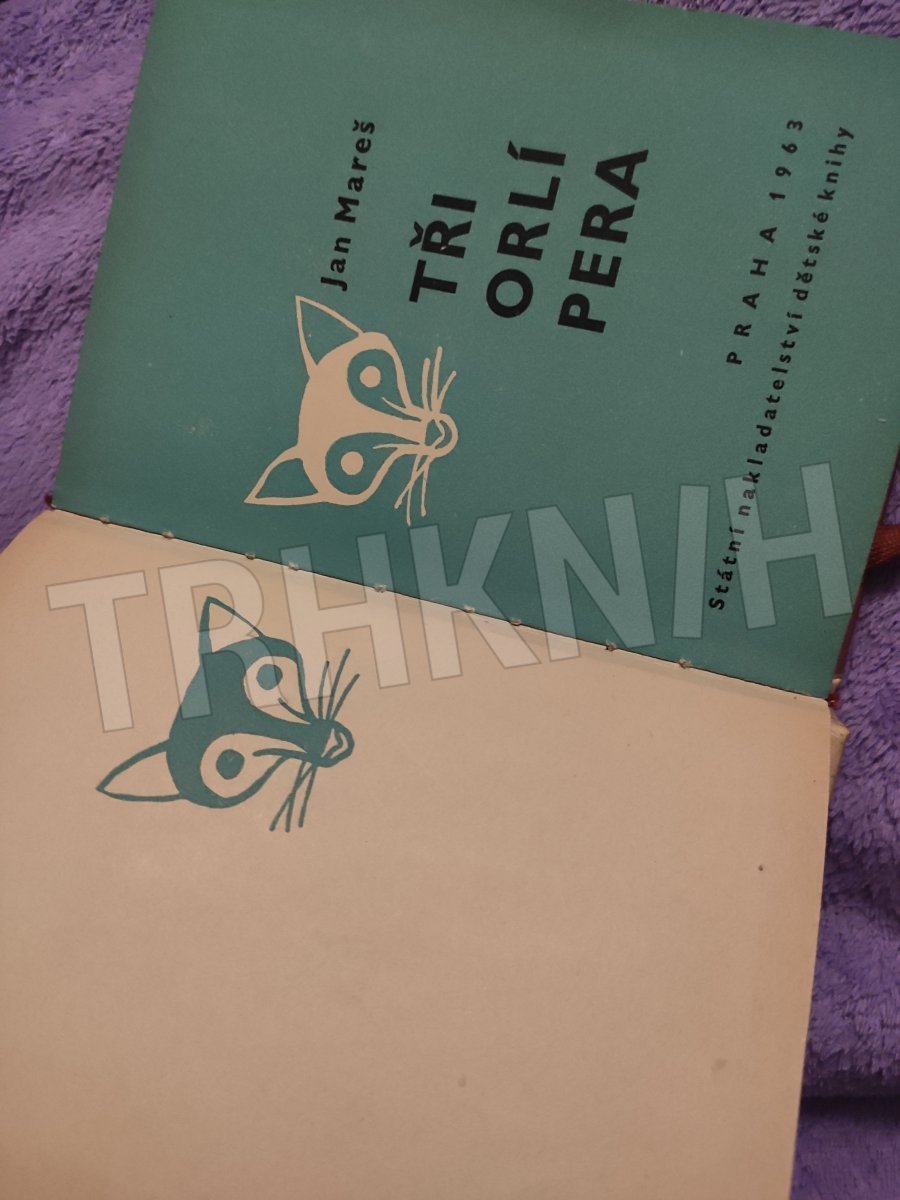 Jan Mareš
TŘI
ORLÍ
PERA
PRAHA 1963
Státní nakladatelství dětské knihy
TRHKNIH